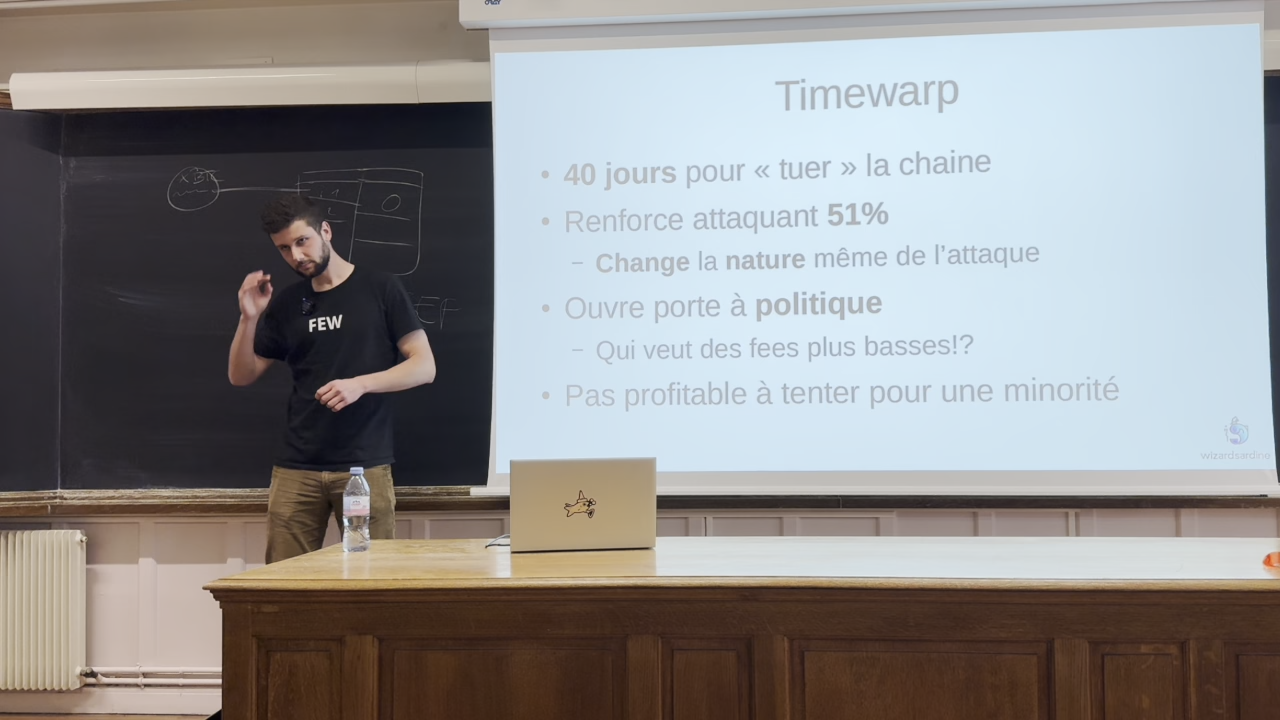 Timewarp
• 40 jours pour « tuer » la chaine
• Renforce attaquant 51%
– Change la nature même de l'attaque
• Ouvre porte à politique
– Qui veut des fees plus basses!?
• Pas profitable à tenter pour une minorité
wizardsardine
FEW